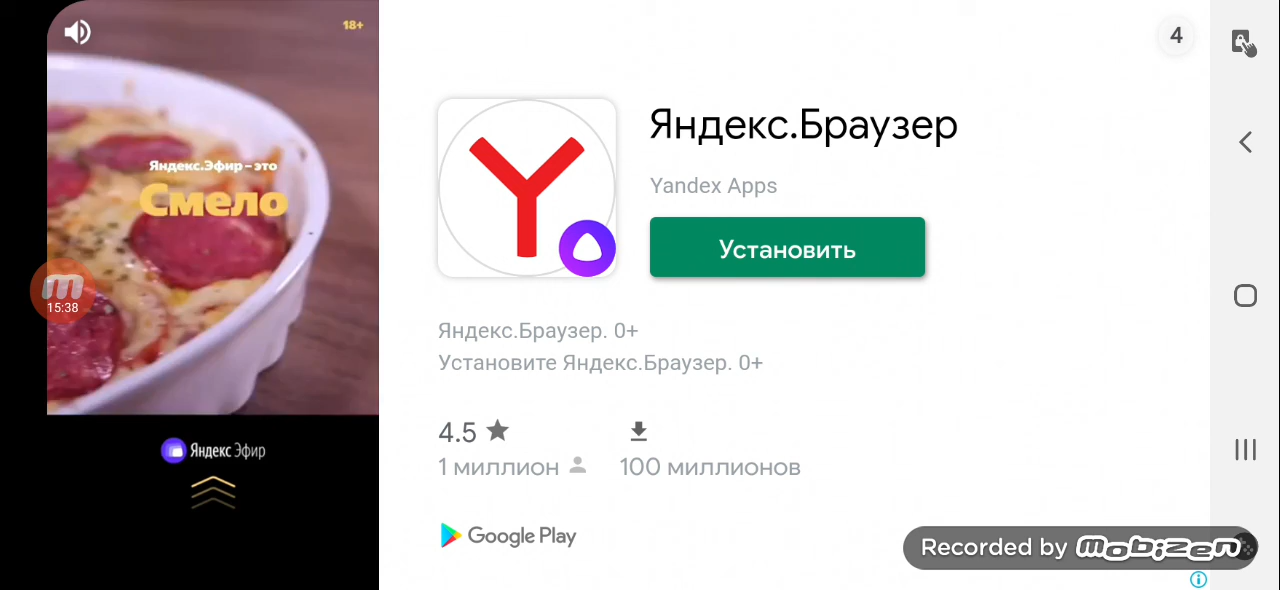 18+
Яндекс.Эфир – это
Смело
15:38
Яндекс Эфир
4
Яндекс.Браузер
Yandex Apps
Установить
Яндекс.Браузер. 0+
Установите Яндекс.Браузер. 0+
4.5
1 миллион
100 миллионов
Google Play
Recorded by mobizen